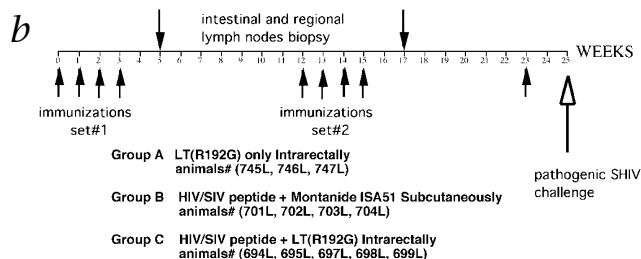 b
intestinal and regional
lymph nodes biopsy
0 1 2 3 4 5 6 7 8 9 10 11 12 13 14 15 16 17 18 19 20 21 22 23 24 25 WEEKS
immunizations
set#1
immunizations
set#2
pathogenic SHIV
challenge
Group A LT(R192G) only Intrarectally
animals# (745L, 746L, 747L)
Group B HIV/SIV peptide + Montanide ISA51 Subcutaneously
animals# (701L, 702L, 703L, 704L)
Group C HIV/SIV peptide + LT(R192G) Intrarectally
animals# (694L, 695L, 697L, 698L, 699L)